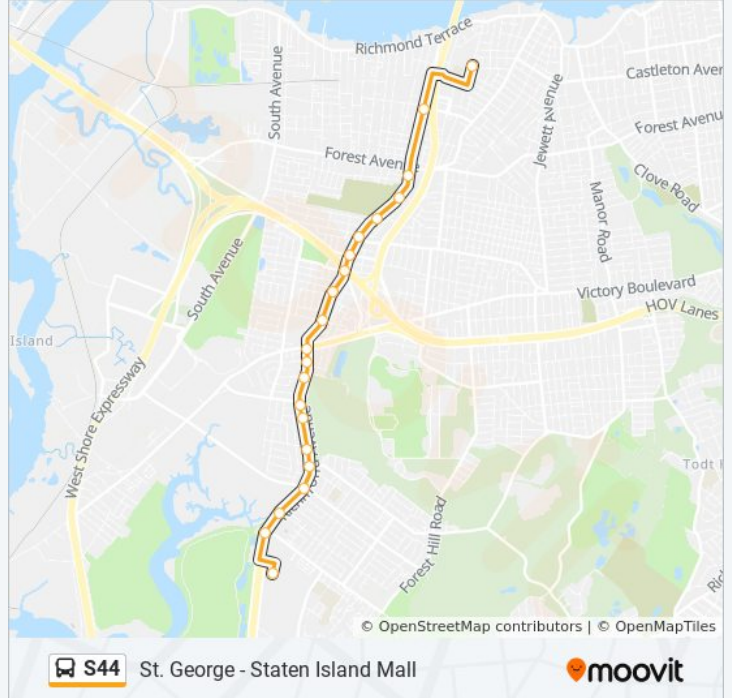 Richmond Terrace
South Avenue
Castleton Aven
Jewett Avenue
Forest Avenu
Forest Avenue
Clove Road
Manor Road
South Avenue
Victory Boulevard
HOV Lanes
Island
West Shore Expressway
Todt
Forest Hill Road
© OpenStreetMap contributors | © OpenMapTiles
S44 St. George - Staten Island Mall
moovit